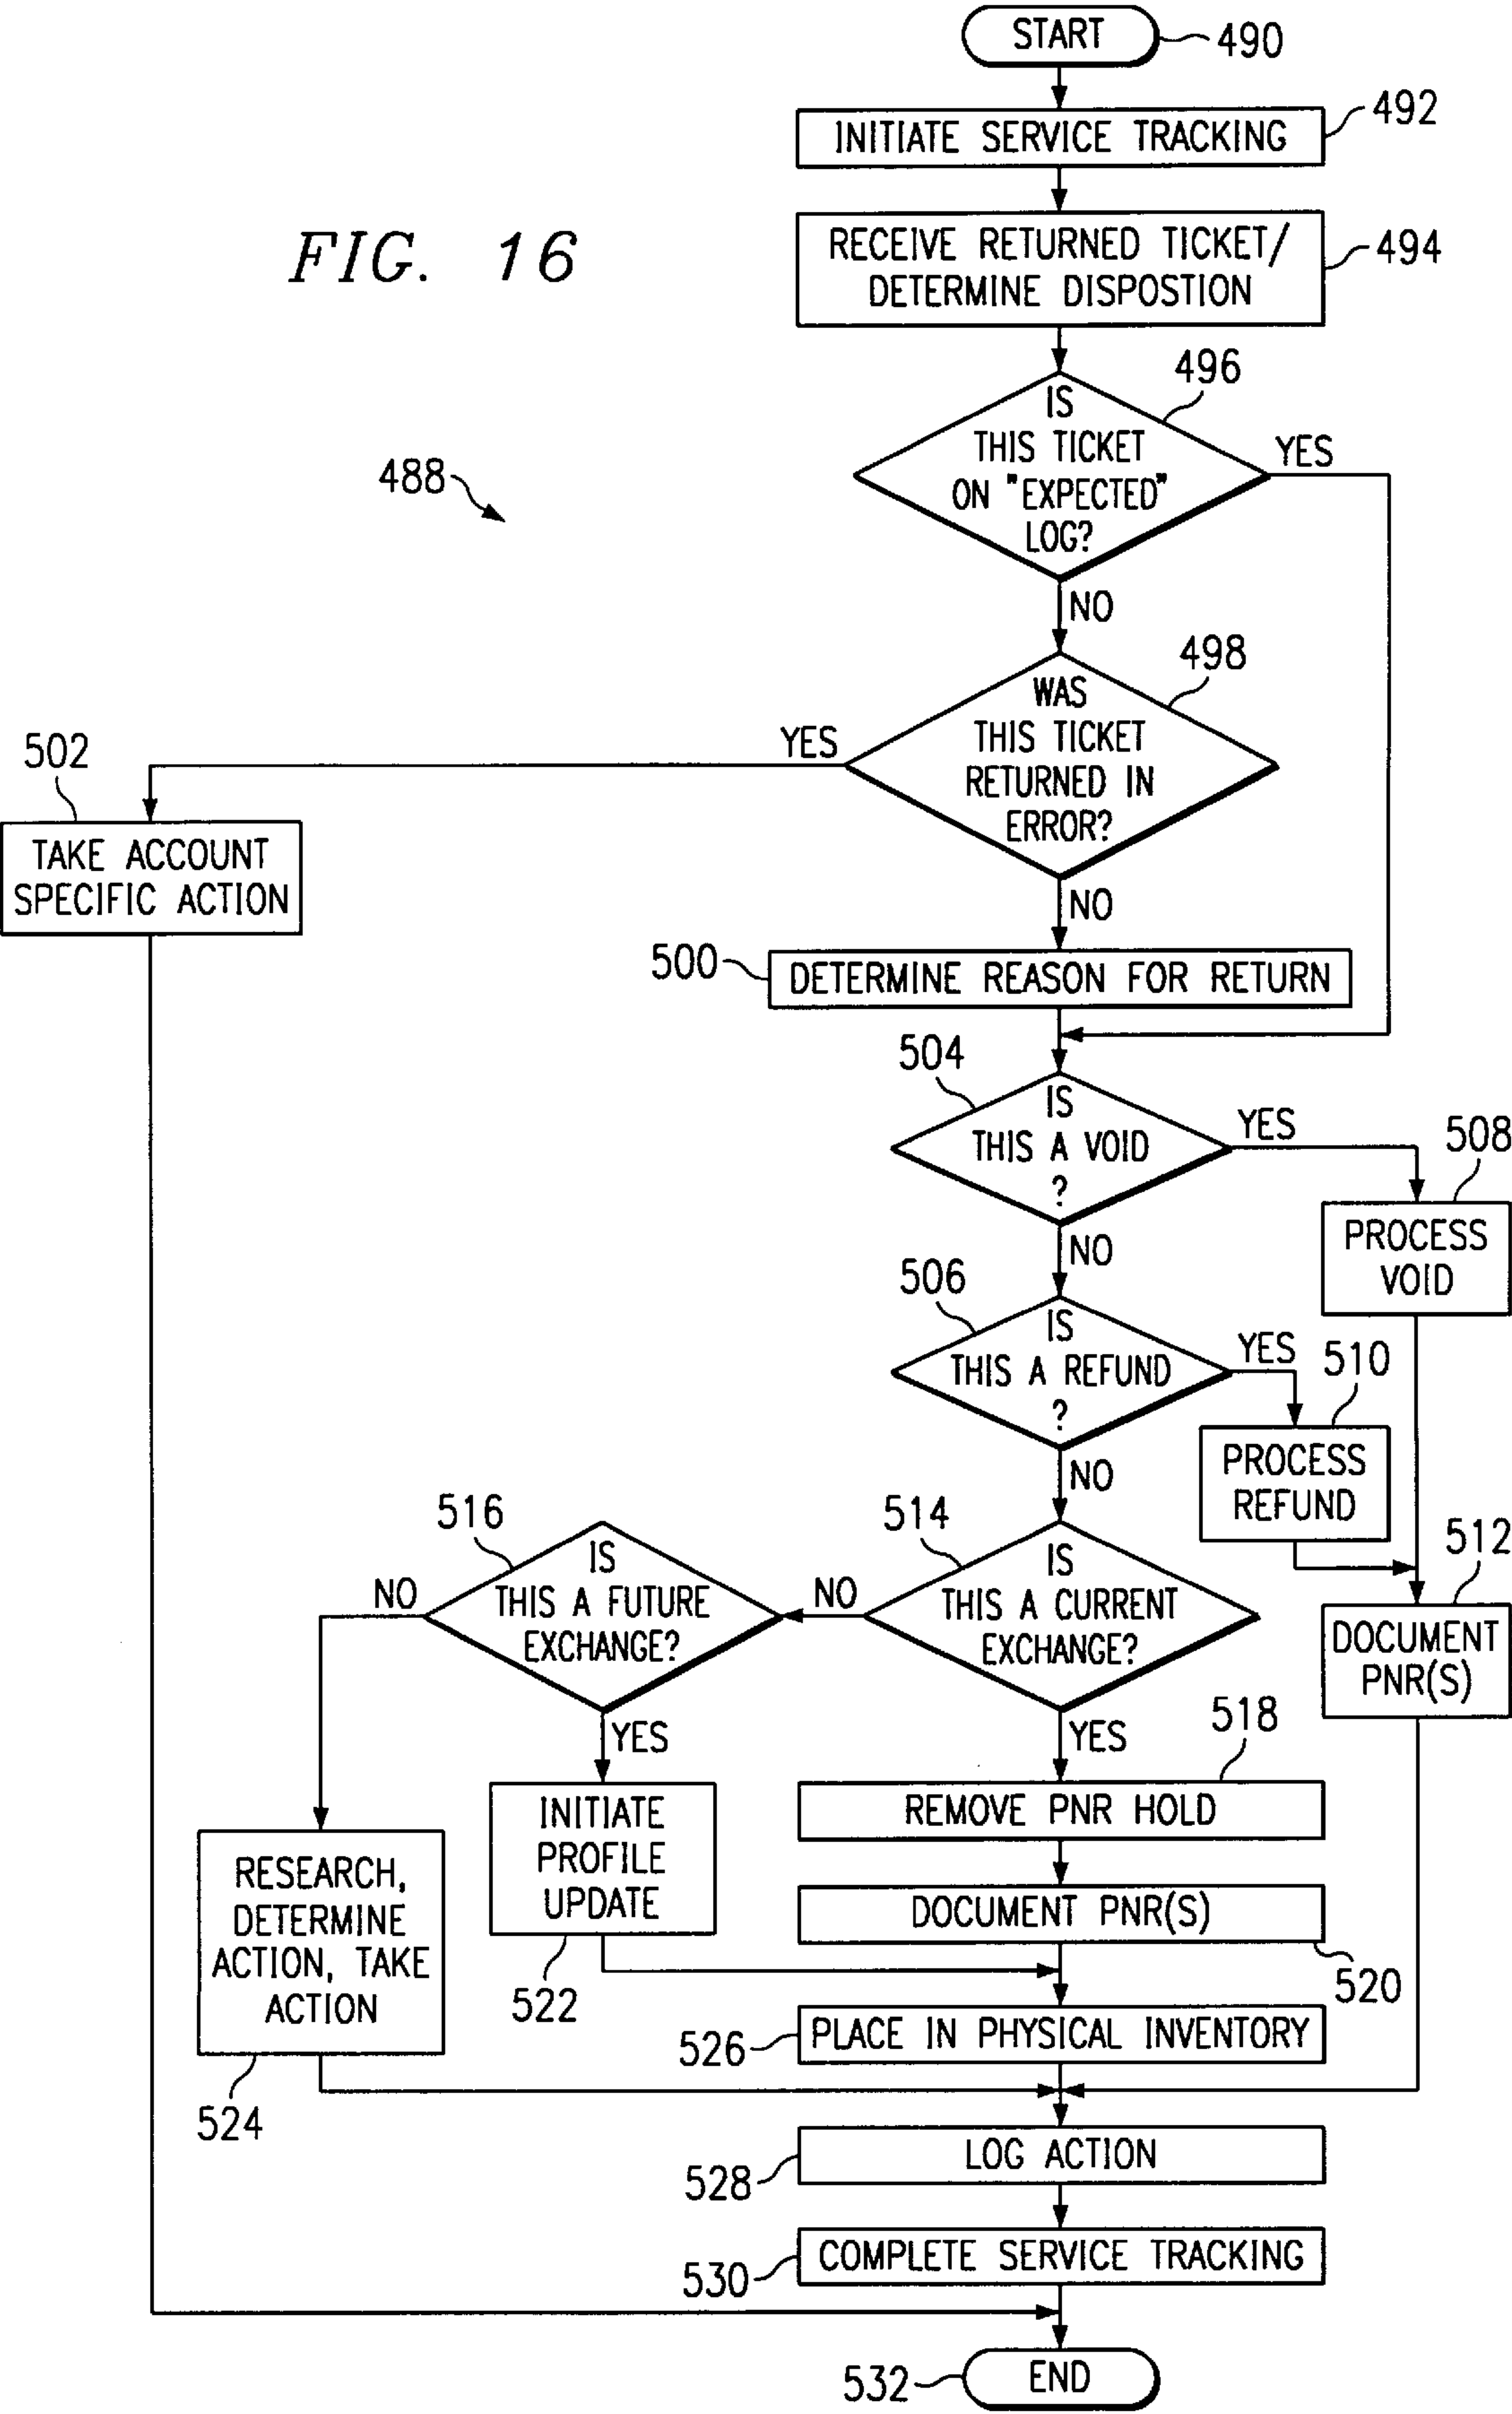 START
490
INITIATE SERVICE TRACKING
492
FIG. 16
RECEIVE RETURNED TICKET/
DETERMINE DISPOSTION
494
488
IS
THIS TICKET
ON "EXPECTED"
LOG?
496
YES
NO
WAS
THIS TICKET
RETURNED IN
ERROR?
498
YES
502
TAKE ACCOUNT
SPECIFIC ACTION
NO
500
DETERMINE REASON FOR RETURN
504
IS
THIS A VOID
?
YES
508
PROCESS
VOID
NO
506
IS
THIS A REFUND
?
YES
510
PROCESS
REFUND
NO
516
IS
THIS A FUTURE
EXCHANGE?
NO
514
IS
THIS A CURRENT
EXCHANGE?
NO
512
DOCUMENT
PNR(S)
YES
YES
518
REMOVE PNR HOLD
INITIATE
PROFILE
UPDATE
522
RESEARCH,
DETERMINE
ACTION, TAKE
ACTION
524
DOCUMENT PNR(S)
520
526
PLACE IN PHYSICAL INVENTORY
LOG ACTION
528
COMPLETE SERVICE TRACKING
530
END
532